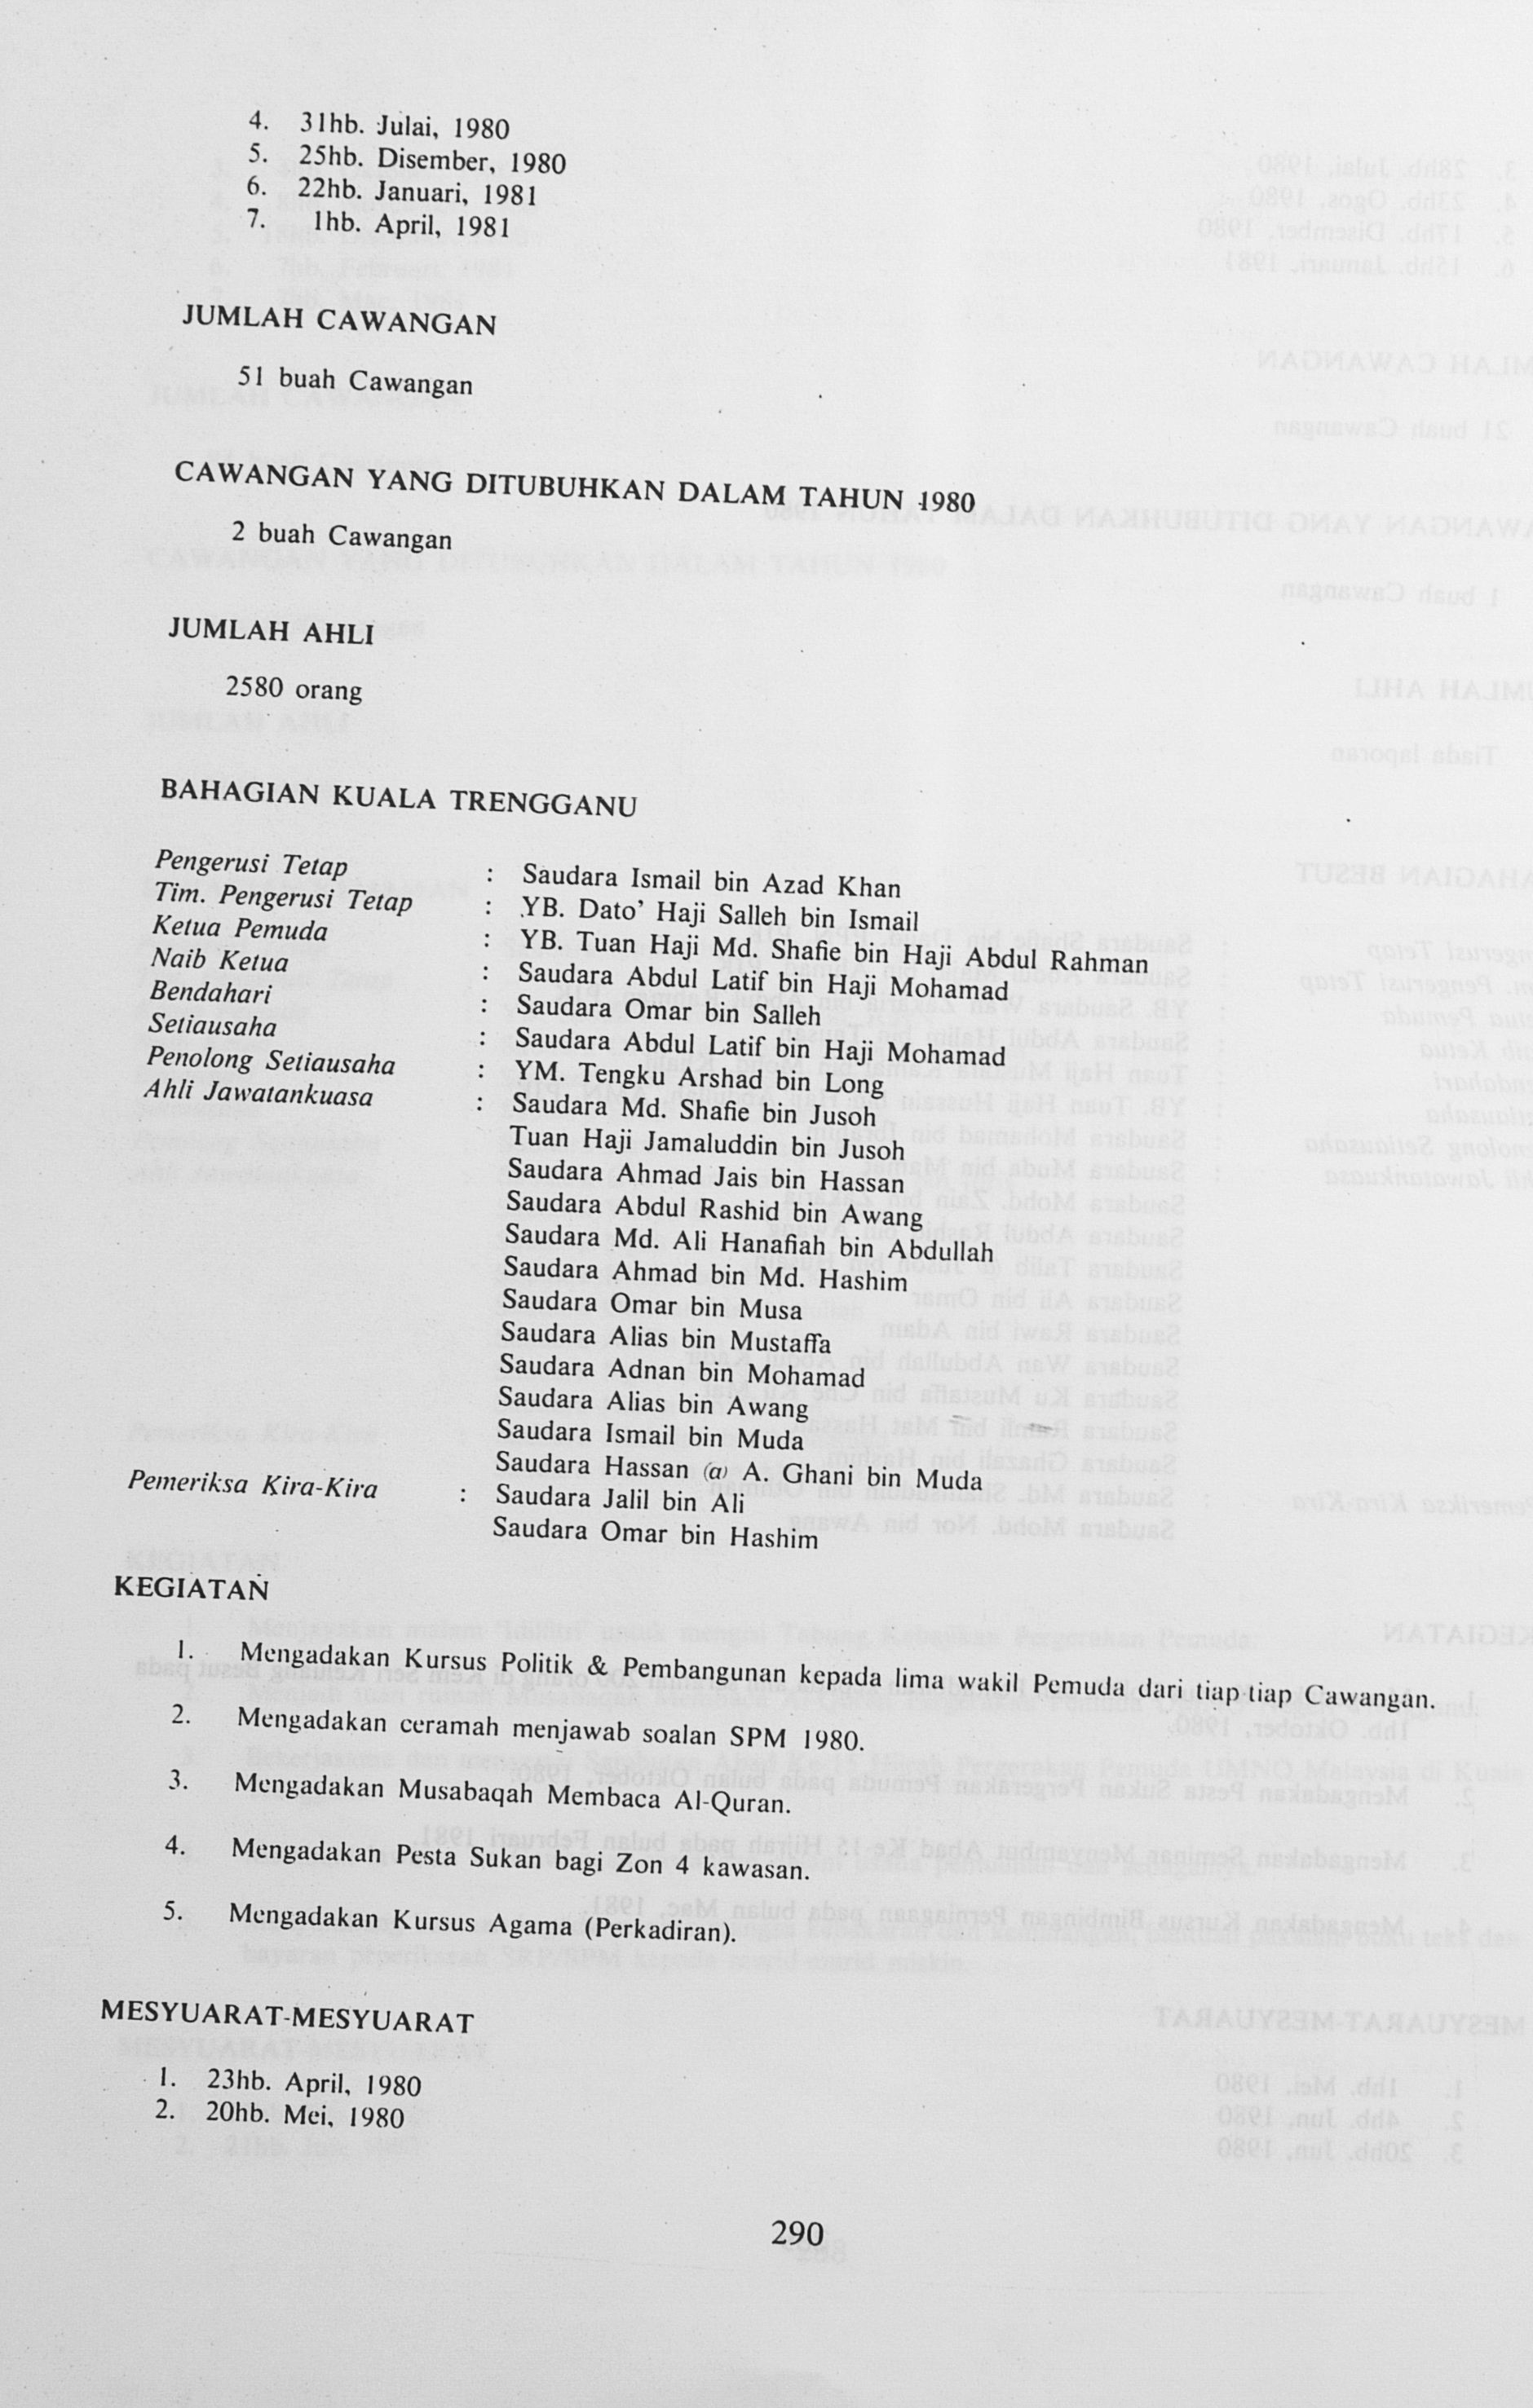 4. 31hb. Julai, 1980
5. 25hb. Disember, 1980
6. 22hb. Januari, 1981
7. 1hb. April, 1981
JUMLAH CAWANGAN
51 buah Cawangan
CAWANGAN YANG DITUBUHKAN DALAM TAHUN 1980
2 buah Cawangan
JUMLAH AHLI
2580 orang
BAHAGIAN KUALA TRENGGANU
Pengerusi Tetap : Saudara Ismail bin Azad Khan
Tim. Pengerusi Tetap : YB. Dato' Haji Salleh bin Ismail
Ketua Pemuda : YB. Tuan Haji Md. Shafie bin Haji Abdul Rahman
Naib Ketua : Saudara Abdul Latif bin Haji Mohamad
Bendahari : Saudara Omar bin Salleh
Setiausaha : Saudara Abdul Latif bin Haji Mohamad
Penolong Setiausaha : YM. Tengku Arshad bin Long
Ahli Jawatankuasa : Saudara Md. Shafie bin Jusoh
Tuan Haji Jamaluddin bin Jusoh
Saudara Ahmad Jais bin Hassan
Saudara Abdul Rashid bin Awang
Saudara Md. Ali Hanafiah bin Abdullah
Saudara Ahmad bin Md. Hashim
Saudara Omar bin Musa
Saudara Alias bin Mustaffa
Saudara Adnan bin Mohamad
Saudara Alias bin Awang
Saudara Ismail bin Muda
Saudara Hassan @ A. Ghani bin Muda
Pemeriksa Kira-Kira : Saudara Jalil bin Ali
Saudara Omar bin Hashim
KEGIATAN
1. Mengadakan Kursus Politik & Pembangunan kepada lima wakil Pemuda dari tiap-tiap Cawangan.
2. Mengadakan ceramah menjawab soalan SPM 1980.
3. Mengadakan Musabaqah Membaca Al-Quran.
4. Mengadakan Pesta Sukan bagi Zon 4 kawasan.
5. Mengadakan Kursus Agama (Perkadiran).
MESYUARAT-MESYUARAT
1. 23hb. April, 1980
2. 20hb. Mei, 1980
290